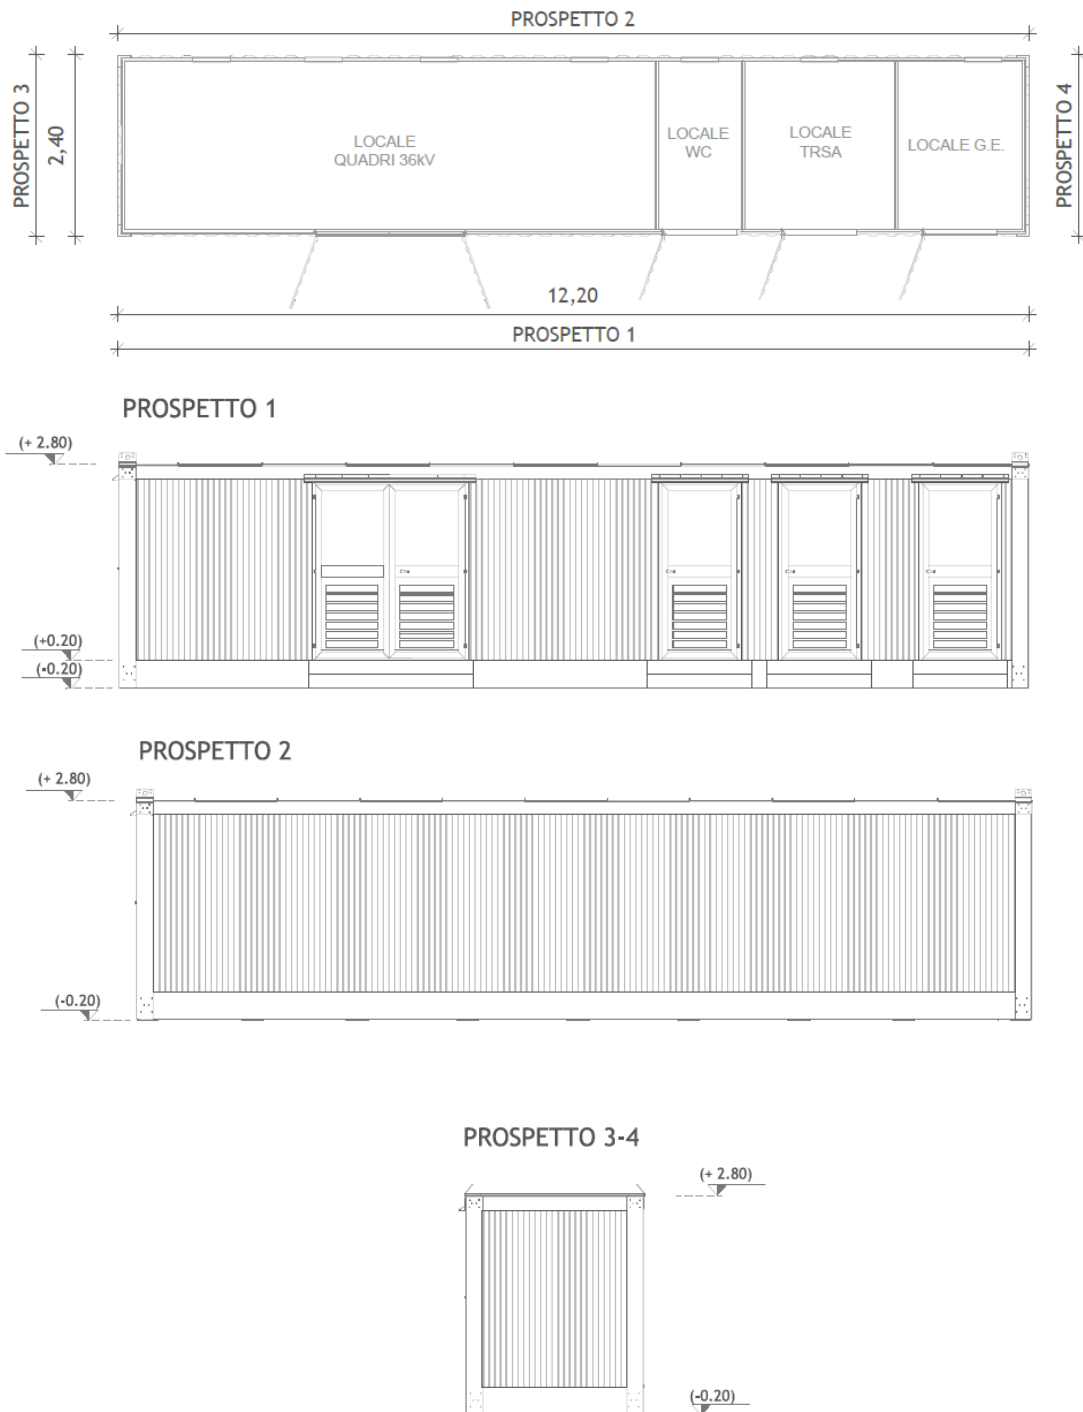 PROSPETTO 2
PROSPETTO 3
2,40
LOCALE
QUADRI 36kV
LOCALE
WC
LOCALE
TRSA
LOCALE G.E.
PROSPETTO 4
12,20
PROSPETTO 1
PROSPETTO 1
(+ 2.80)
(+0.20)
(-0.20)
PROSPETTO 2
(+ 2.80)
(-0.20)
PROSPETTO 3-4
(+ 2.80)
(-0.20)